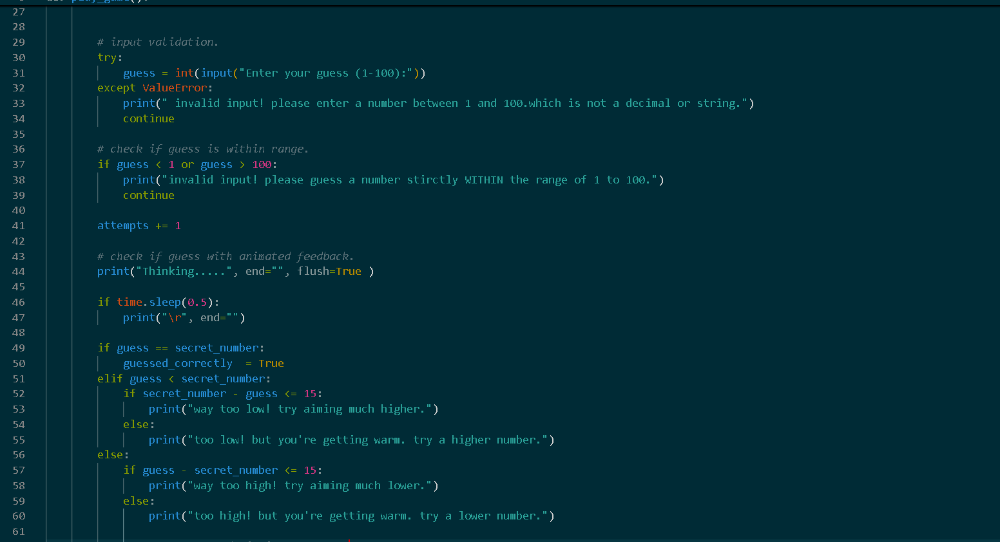 27
28
29 # input validation.
30 try:
31 guess = int(input("Enter your guess (1-100):"))
32 except ValueError:
33 print(" invalid input! please enter a number between 1 and 100.which is not a decimal or string.")
34 continue
35
36 # check if guess is within range.
37 if guess < 1 or guess > 100:
38 print("invalid input! please guess a number stirctly WITHIN the range of 1 to 100.")
39 continue
40
41 attempts += 1
42
43 # check if guess with animated feedback.
44 print("Thinking.....", end="", flush=True )
45
46 if time.sleep(0.5):
47 print("\r", end="")
48
49 if guess == secret_number:
50 guessed_correctly  = True
51 elif guess < secret_number:
52 if secret_number - guess <= 15:
53 print("way too low! try aiming much higher.")
54 else:
55 print("too low! but you're getting warm. try a higher number.")
56 else:
57 if guess - secret_number <= 15:
58 print("way too high! try aiming much lower.")
59 else:
60 print("too high! but you're getting warm. try a lower number.")
61